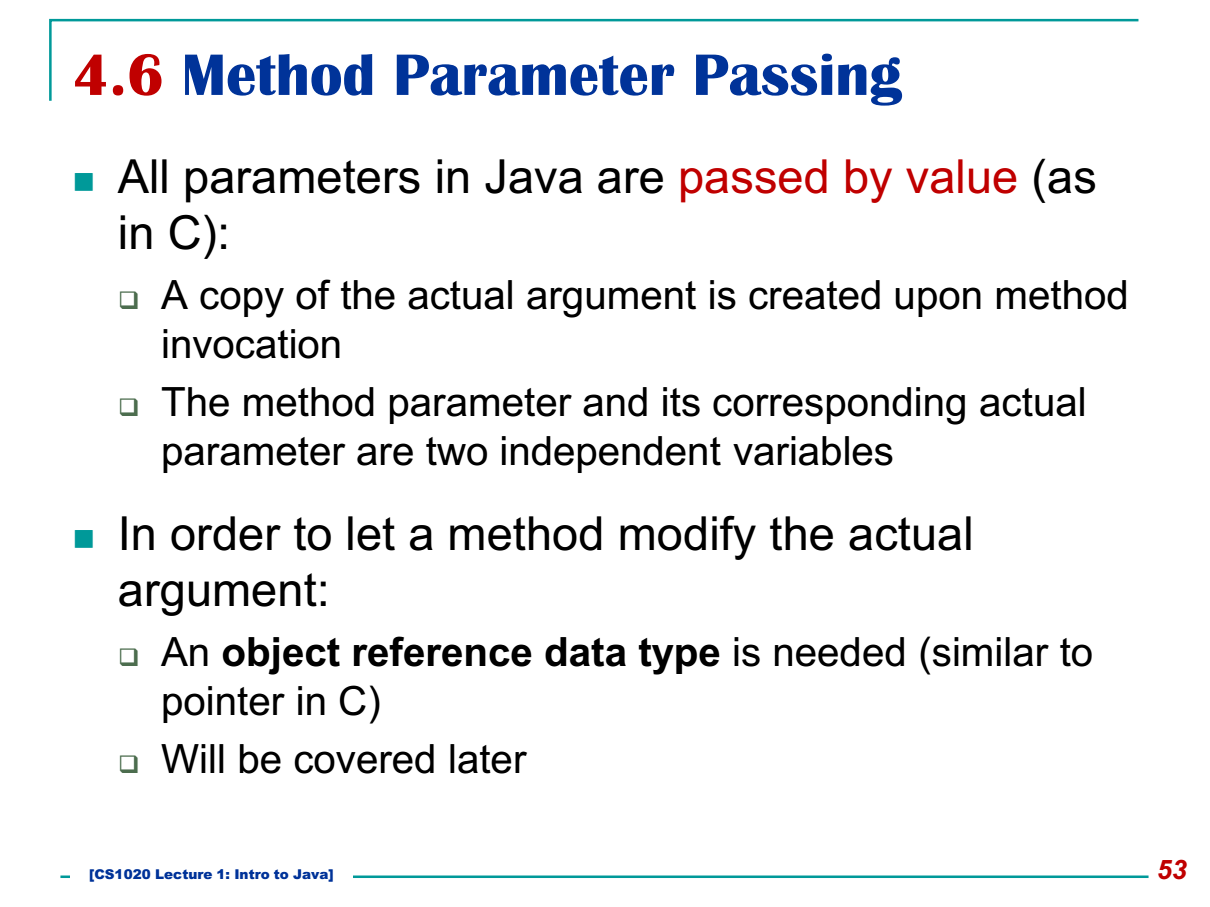 4.6 Method Parameter Passing
All parameters in Java are passed by value (as
in C):
A copy of the actual argument is created upon method
invocation
The method parameter and its corresponding actual
parameter are two independent variables
In order to let a method modify the actual
argument:
An object reference data type is needed (similar to
pointer in C)
Will be covered later
[CS1020 Lecture 1: Intro to Java]
53